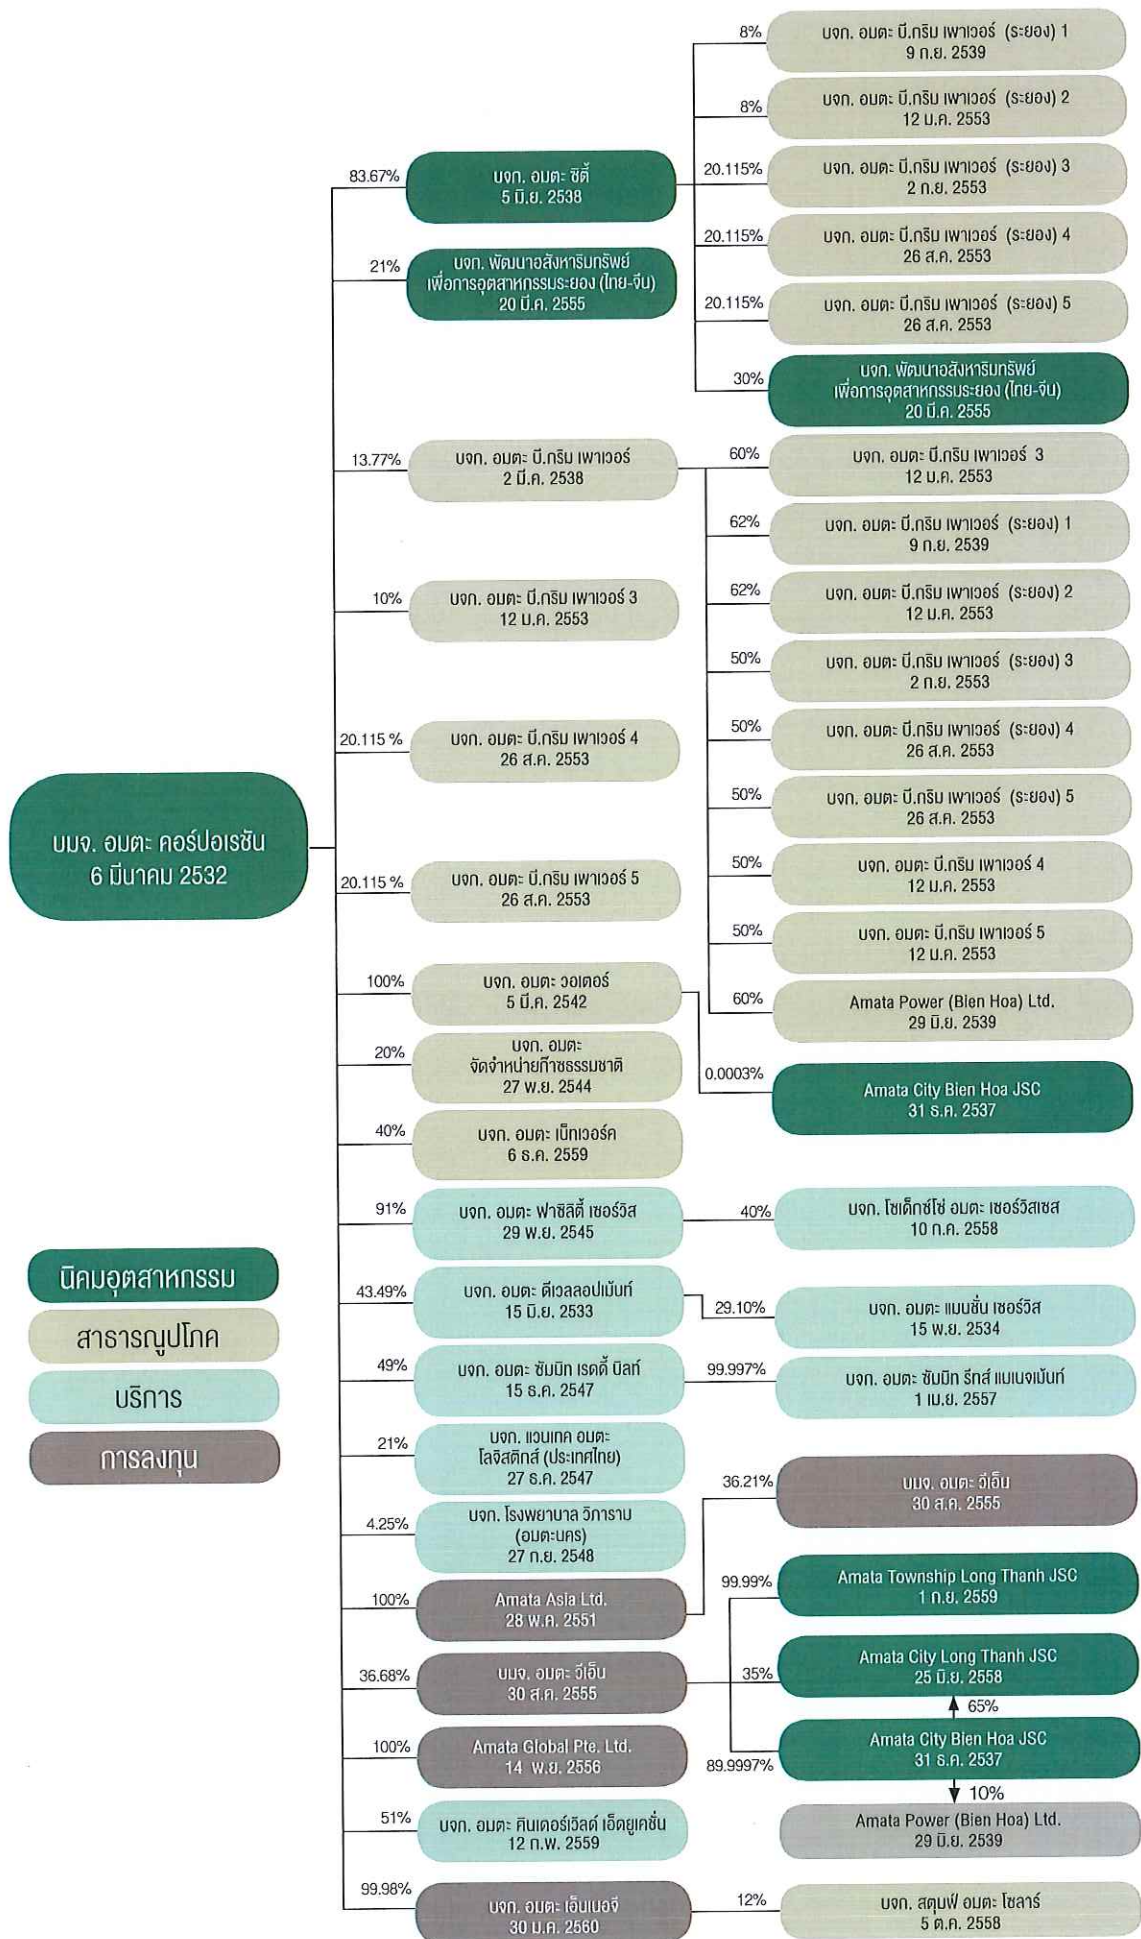 บมจ. อมตะ คอร์ปอเรชัน
6 มีนาคม 2532
นิคมอุตสาหกรรม
สาธารณูปโภค
บริการ
การลงทุน
83.67%
บจก. อมตะ ซิตี้
5 มิ.ย. 2538
21%
บจก. พัฒนาอสังหาริมทรัพย์
เพื่อการอุตสาหกรรมระยอง (ไทย-จีน)
20 มี.ค. 2555
13.77%
บจก. อมตะ บี.กริม เพาเวอร์
2 มี.ค. 2538
10%
บจก. อมตะ บี.กริม เพาเวอร์ 3
12 ม.ค. 2553
20.115 %
บจก. อมตะ บี.กริม เพาเวอร์ 4
26 ส.ค. 2553
20.115 %
บจก. อมตะ บี.กริม เพาเวอร์ 5
26 ส.ค. 2553
100%
บจก. อมตะ วอเตอร์
5 มี.ค. 2542
20%
บจก. อมตะ
จัดจำหน่ายก๊าซธรรมชาติ
27 พ.ย. 2544
40%
บจก. อมตะ เน็ทเวอร์ค
6 ธ.ค. 2559
91%
บจก. อมตะ ฟาซิลิตี้ เซอร์วิส
29 พ.ย. 2545
43.49%
บจก. อมตะ ดีเวลลอปเม้นท์
15 มิ.ย. 2533
49%
บจก. อมตะ ซัมมิท เรดดี้ บิลท์
15 ธ.ค. 2547
21%
บจก. แวนเทค อมตะ
โลจิสติกส์ (ประเทศไทย)
27 ธ.ค. 2547
4.25%
บจก. โรงพยาบาล วิภาราม
(อมตะนคร)
27 ก.ย. 2548
100%
Amata Asia Ltd.
28 พ.ค. 2551
36.68%
บมจ. อมตะ วีเอ็น
30 ส.ค. 2555
100%
Amata Global Pte. Ltd.
14 พ.ย. 2556
51%
บจก. อมตะ คินเดอร์เวิลด์ เอ็ดยูเคชั่น
12 ก.พ. 2559
99.98%
บจก. อมตะ เอ็นเนอจี
30 ม.ค. 2560
8%
บจก. อมตะ บี.กริม เพาเวอร์ (ระยอง) 1
9 ก.ย. 2539
8%
บจก. อมตะ บี.กริม เพาเวอร์ (ระยอง) 2
12 ม.ค. 2553
20.115%
บจก. อมตะ บี.กริม เพาเวอร์ (ระยอง) 3
2 ก.ย. 2553
20.115%
บจก. อมตะ บี.กริม เพาเวอร์ (ระยอง) 4
26 ส.ค. 2553
20.115%
บจก. อมตะ บี.กริม เพาเวอร์ (ระยอง) 5
26 ส.ค. 2553
30%
บจก. พัฒนาอสังหาริมทรัพย์
เพื่อการอุตสาหกรรมระยอง (ไทย-จีน)
20 มี.ค. 2555
60%
บจก. อมตะ บี.กริม เพาเวอร์ 3
12 ม.ค. 2553
62%
บจก. อมตะ บี.กริม เพาเวอร์ (ระยอง) 1
9 ก.ย. 2539
62%
บจก. อมตะ บี.กริม เพาเวอร์ (ระยอง) 2
12 ม.ค. 2553
50%
บจก. อมตะ บี.กริม เพาเวอร์ (ระยอง) 3
2 ก.ย. 2553
50%
บจก. อมตะ บี.กริม เพาเวอร์ (ระยอง) 4
26 ส.ค. 2553
50%
บจก. อมตะ บี.กริม เพาเวอร์ (ระยอง) 5
26 ส.ค. 2553
50%
บจก. อมตะ บี.กริม เพาเวอร์ 4
12 ม.ค. 2553
50%
บจก. อมตะ บี.กริม เพาเวอร์ 5
12 ม.ค. 2553
60%
Amata Power (Bien Hoa) Ltd.
29 มิ.ย. 2539
0.0003%
Amata City Bien Hoa JSC
31 ธ.ค. 2537
40%
บจก. โซเด็กซ์โซ่ อมตะ เซอร์วิสเซส
10 ก.ค. 2558
29.10%
บจก. อมตะ แมนชั่น เซอร์วิส
15 พ.ย. 2534
99.997%
บจก. อมตะ ซัมมิท รีทส์ แมเนจเม้นท์
1 เม.ย. 2557
36.21%
บมจ. อมตะ วีเอ็น
30 ส.ค. 2555
99.99%
Amata Township Long Thanh JSC
1 ก.ย. 2559
35%
Amata City Long Thanh JSC
25 มิ.ย. 2558
65%
89.9997%
Amata City Bien Hoa JSC
31 ธ.ค. 2537
10%
Amata Power (Bien Hoa) Ltd.
29 มิ.ย. 2539
12%
บจก. สตุมฟ์ อมตะ โซลาร์
5 ต.ค. 2558